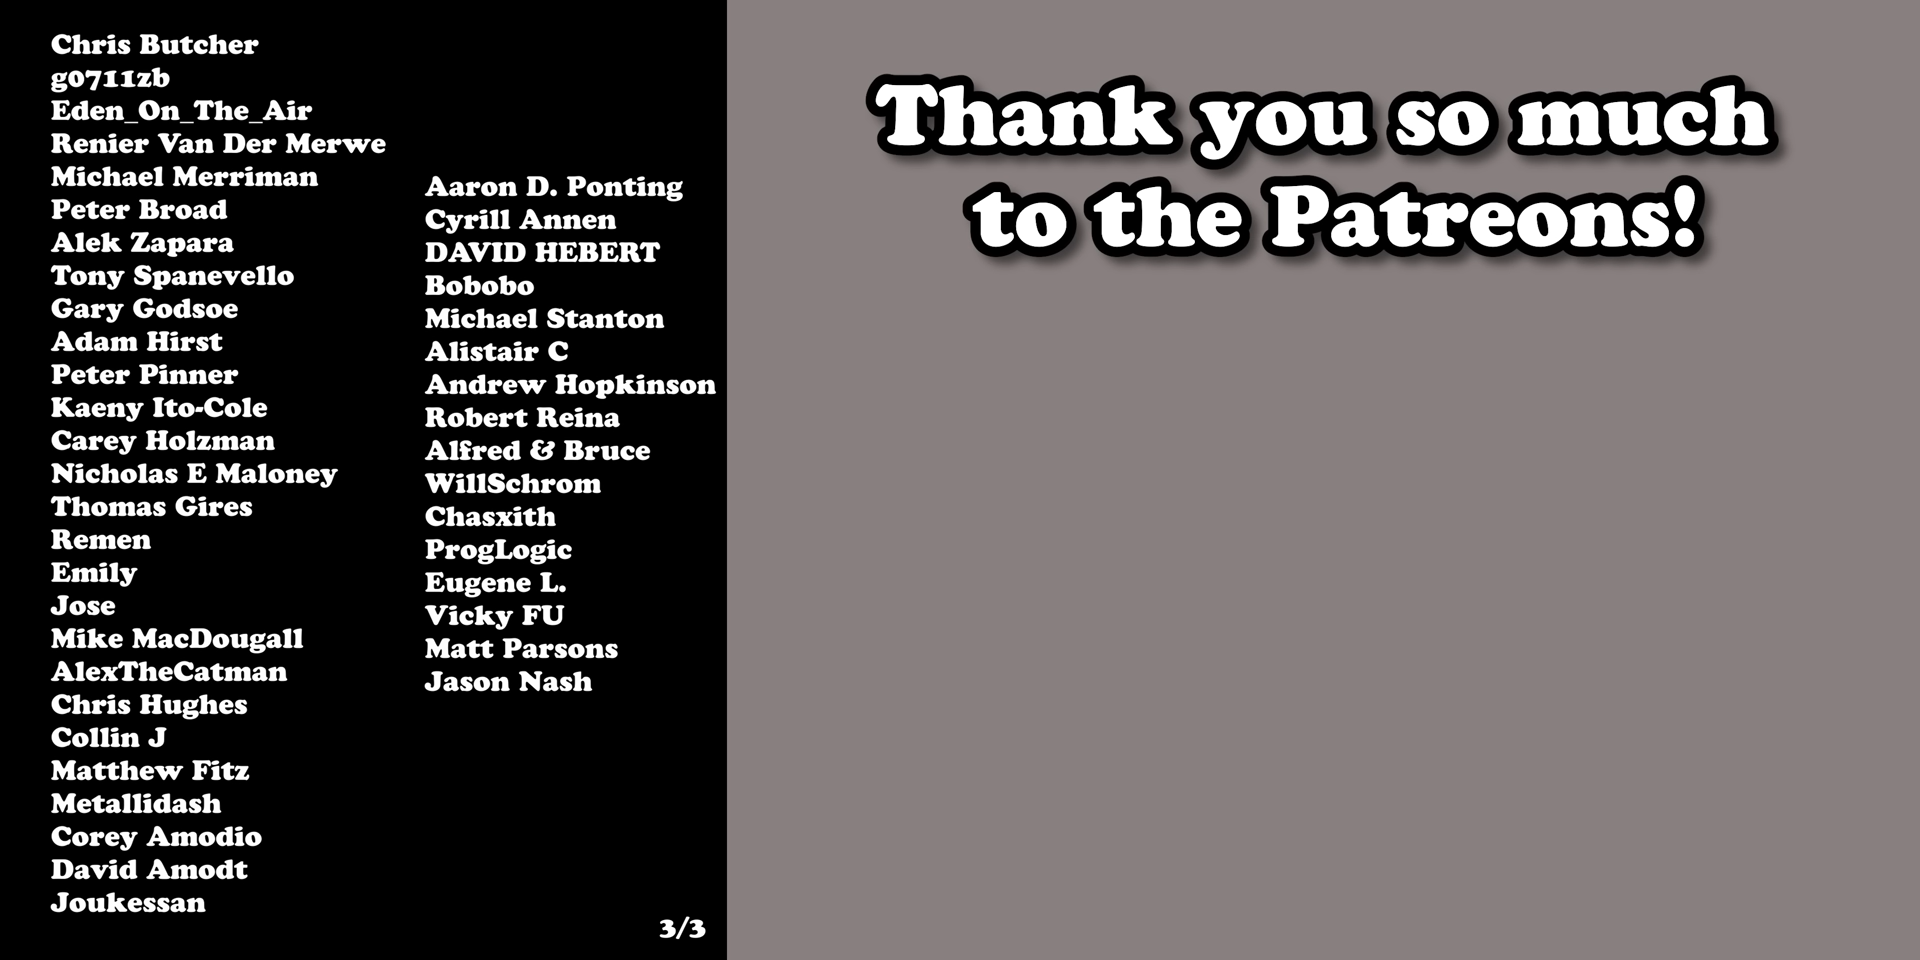 Chris Butcher
g0711zb
Eden_On_The_Air
Renier Van Der Merwe
Michael Merriman
Peter Broad
Alek Zapara
Tony Spanevello
Gary Godsoe
Adam Hirst
Peter Pinner
Kaeny Ito-Cole
Carey Holzman
Nicholas E Maloney
Thomas Gires
Remen
Emily
Jose
Mike MacDougall
AlexTheCatman
Chris Hughes
Collin J
Matthew Fitz
Metallidash
Corey Amodio
David Amodt
Joukessan
Aaron D. Ponting
Cyrill Annen
DAVID HEBERT
Bobobo
Michael Stanton
Alistair C
Andrew Hopkinson
Robert Reina
Alfred & Bruce
WillSchrom
Chasxith
ProgLogic
Eugene L.
Vicky FU
Matt Parsons
Jason Nash
3/3
Thank you so much
to the Patreons!